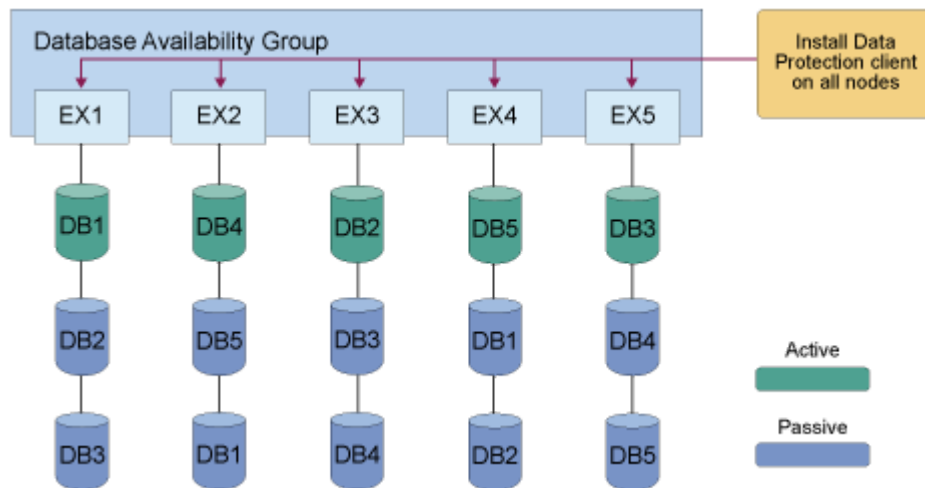 Database Availability Group
Install Data
Protection client
on all nodes
EX1 EX2 EX3 EX4 EX5
DB1 DB4 DB2 DB5 DB3
DB2 DB5 DB3 DB1 DB4
Active
Passive
DB3 DB1 DB4 DB2 DB5